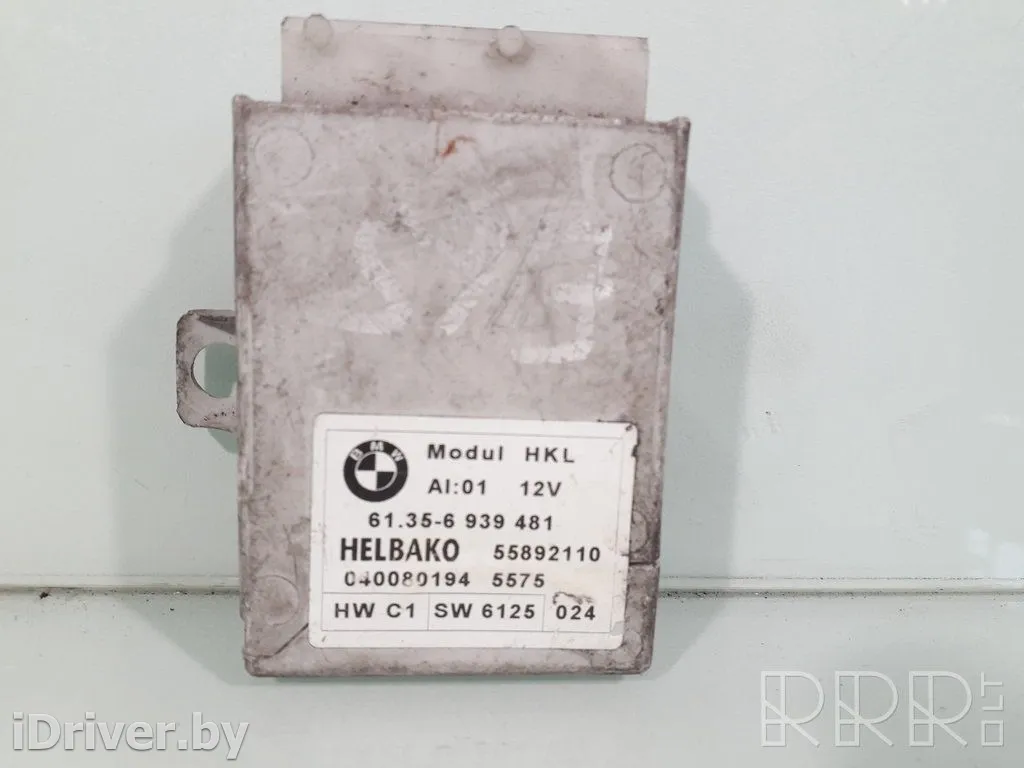 BMW
Modul HKL
AI:01 12V
61.35-6 939 481
HELBAKO 55892110
040080194 5575
HW C1 SW 6125 024
iDriver.by
RRR.LT